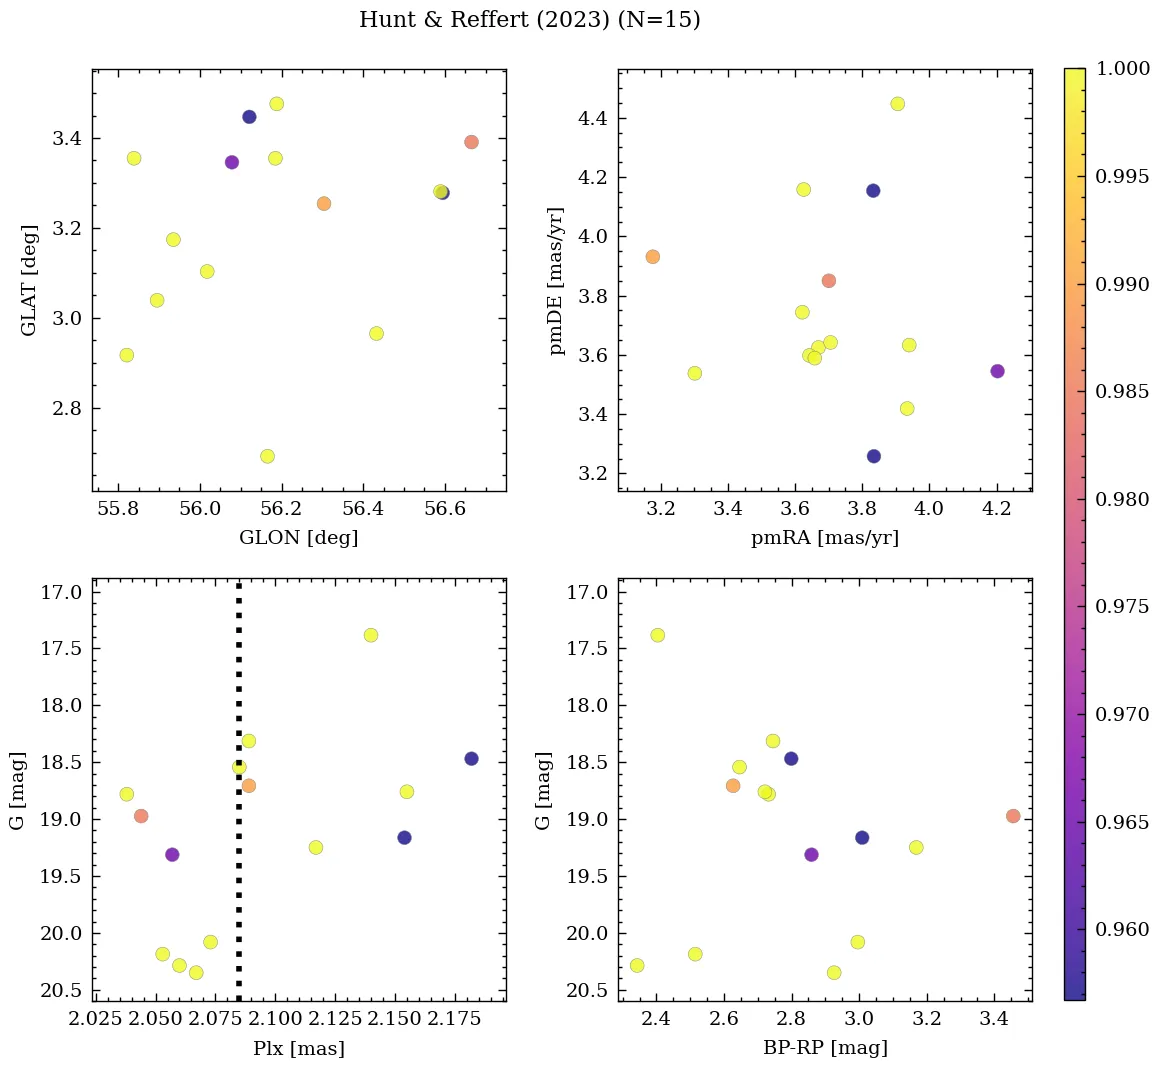 Hunt & Reffert (2023) (N=15)
3.4
3.2
3.0
2.8
GLAT [deg]
55.8 56.0 56.2 56.4 56.6
GLON [deg]
4.4
4.2
4.0
3.8
3.6
3.4
3.2
pmDE [mas/yr]
3.2 3.4 3.6 3.8 4.0 4.2
pmRA [mas/yr]
17.0
17.5
18.0
18.5
19.0
19.5
20.0
20.5
G [mag]
2.025 2.050 2.075 2.100 2.125 2.150 2.175
Plx [mas]
17.0
17.5
18.0
18.5
19.0
19.5
20.0
20.5
G [mag]
2.4 2.6 2.8 3.0 3.2 3.4
BP-RP [mag]
1.000
0.995
0.990
0.985
0.980
0.975
0.970
0.965
0.960